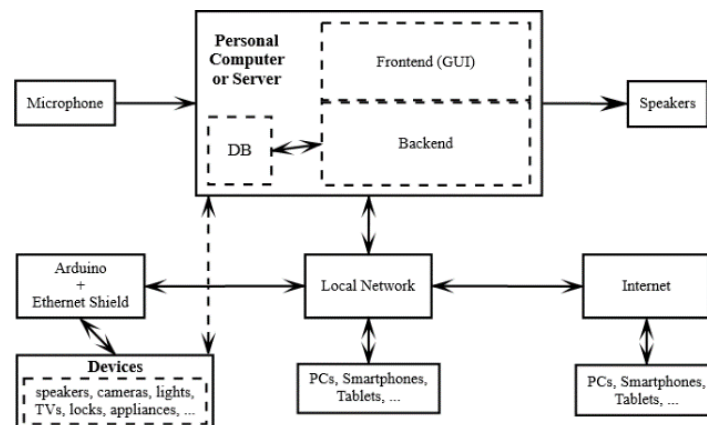 Personal
Computer
or Server
Frontend (GUI)
Microphone
Speakers
DB
Backend
Arduino
+
Ethernet Shield
Local Network
Internet
Devices
speakers, cameras, lights,
TVs, locks, appliances, ...
PCs, Smartphones,
Tablets, ...
PCs, Smartphones,
Tablets, ...